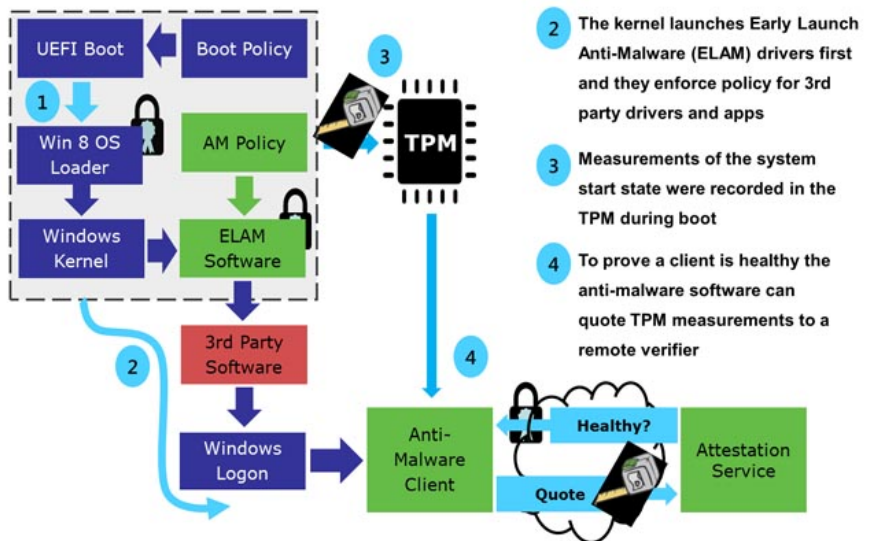 UEFI Boot
Boot Policy
3
1
Win 8 OS
Loader
AM Policy
TPM
Windows
Kernel
ELAM
Software
3rd Party
Software
2
4
Windows
Logon
Anti-
Malware
Client
Healthy?
Quote
Attestation
Service
2
The kernel launches Early Launch
Anti-Malware (ELAM) drivers first
and they enforce policy for 3rd
party drivers and apps
3
Measurements of the system
start state were recorded in the
TPM during boot
4
To prove a client is healthy the
anti-malware software can
quote TPM measurements to a
remote verifier